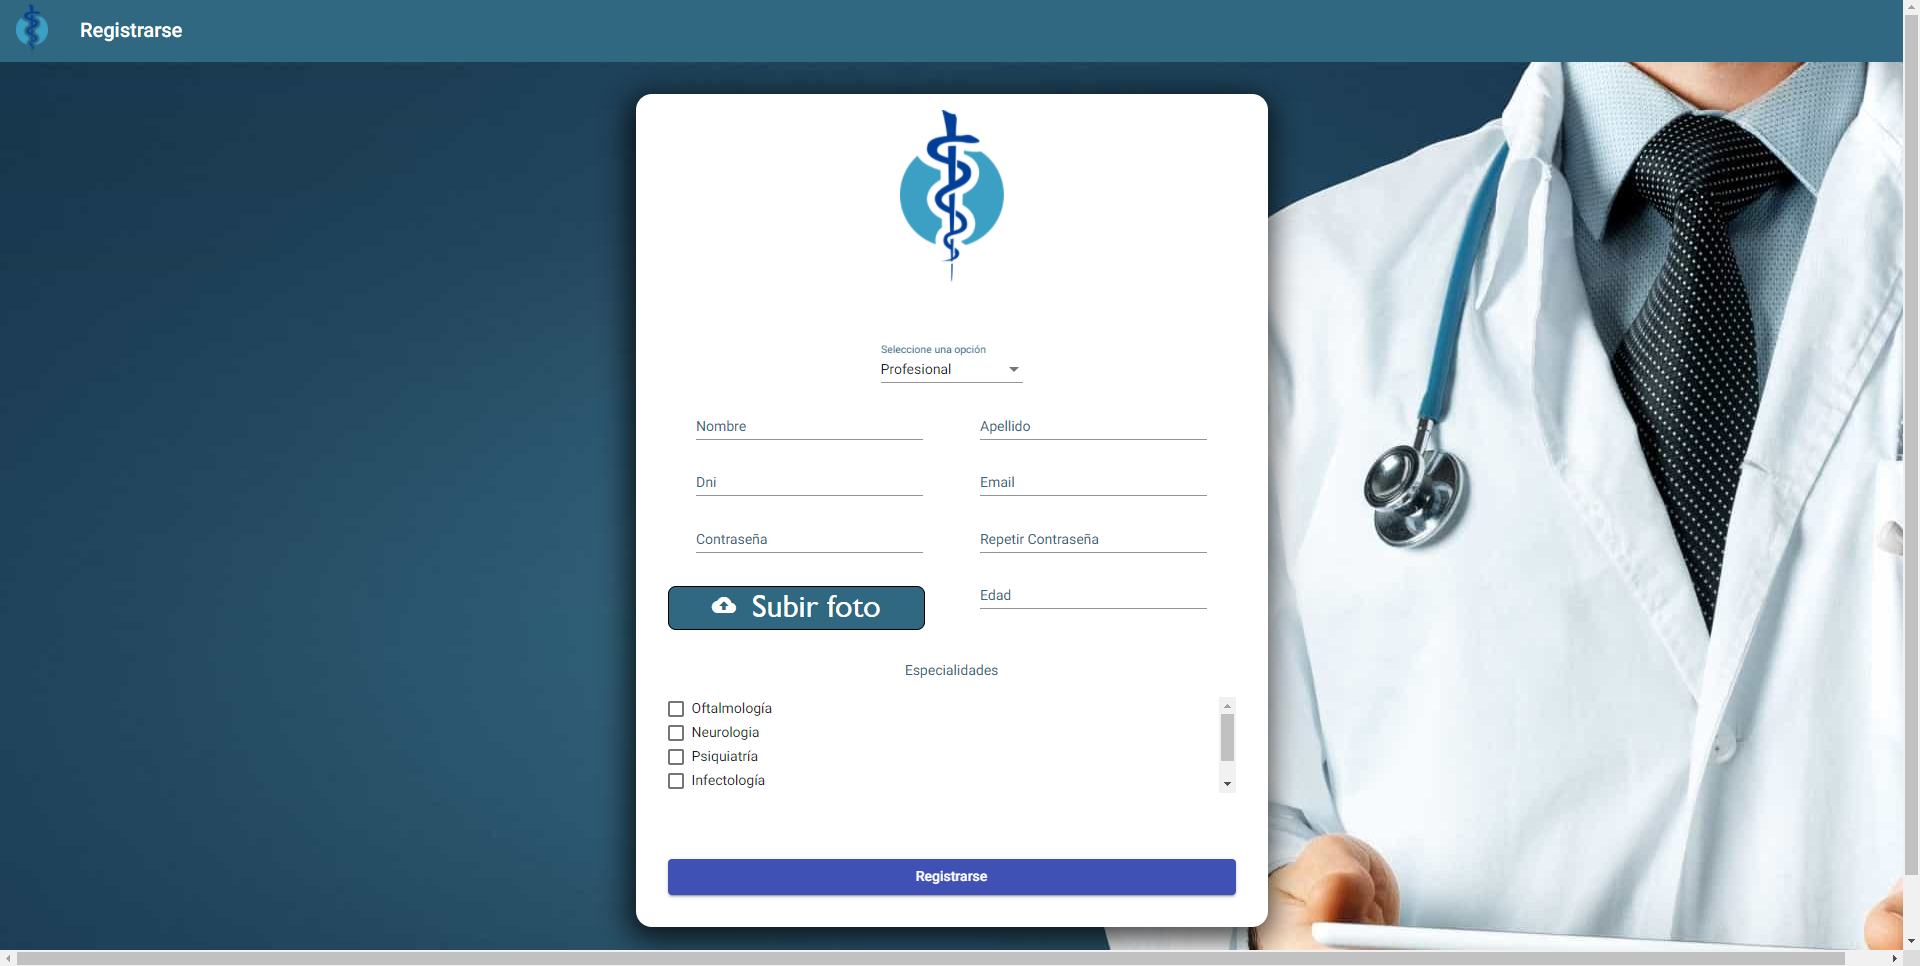 Registrarse
Seleccione una opción
Profesional
Nombre
Apellido
Dni
Email
Contraseña
Repetir Contraseña
Subir foto
Edad
Especialidades
Oftalmología
Neurologia
Psiquiatría
Infectología
Registrarse